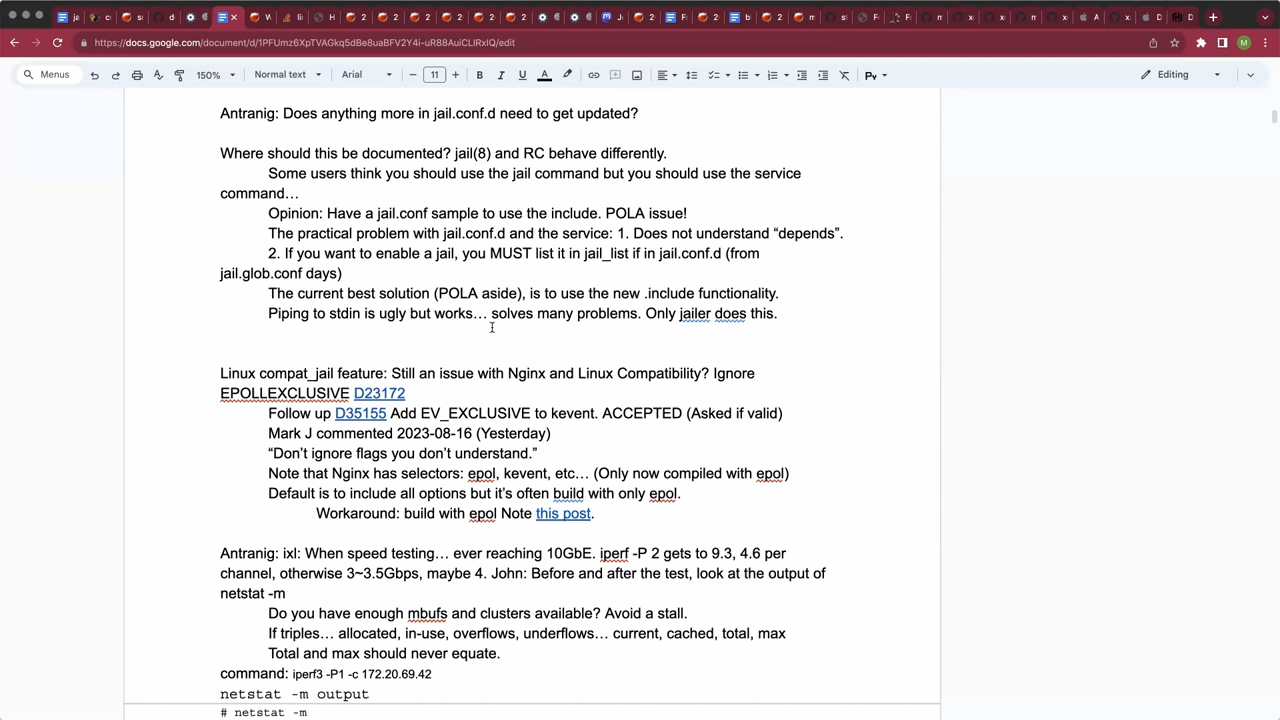 https://docs.google.com/document/d/1PFUmz6XpTVAGkq5dBe8uaBFV2Y4i-uR88AuiCLIRxIQ/edit
Menus
150%
Normal text
Arial
11
Editing
Antranig: Does anything more in jail.conf.d need to get updated?
Where should this be documented? jail(8) and RC behave differently.
Some users think you should use the jail command but you should use the service
command…
Opinion: Have a jail.conf sample to use the include. POLA issue!
The practical problem with jail.conf.d and the service: 1. Does not understand “depends”.
2. If you want to enable a jail, you MUST list it in jail_list if in jail.conf.d (from
jail.glob.conf days)
The current best solution (POLA aside), is to use the new .include functionality.
Piping to stdin is ugly but works… solves many problems. Only jailer does this.
Linux compat_jail feature: Still an issue with Nginx and Linux Compatibility? Ignore
EPOLLEXCLUSIVE D23172
Follow up D35155 Add EV_EXCLUSIVE to kevent. ACCEPTED (Asked if valid)
Mark J commented 2023-08-16 (Yesterday)
“Don’t ignore flags you don’t understand.”
Note that Nginx has selectors: epol, kevent, etc… (Only now compiled with epol)
Default is to include all options but it’s often build with only epol.
Workaround: build with epol Note this post.
Antranig: ixl: When speed testing… ever reaching 10GbE. iperf -P 2 gets to 9.3, 4.6 per
channel, otherwise 3~3.5Gbps, maybe 4. John: Before and after the test, look at the output of
netstat -m
Do you have enough mbufs and clusters available? Avoid a stall.
If triples… allocated, in-use, overflows, underflows… current, cached, total, max
Total and max should never equate.
command: iperf3 -P1 -c 172.20.69.42
netstat -m output
# netstat -m